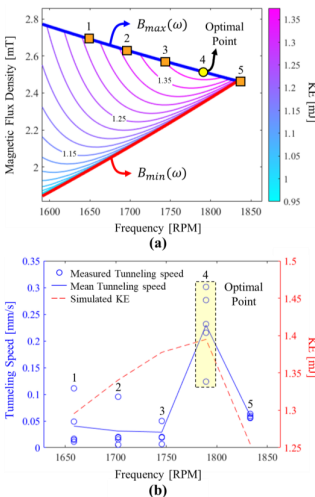 2.8
2.6
2.4
2.2
2
Magnetic Flux Density [mT]
1 2 3 4 5
B_max(ω)
Optimal
Point
1.35
1.25
1.15
B_min(ω)
1600 1650 1700 1750 1800 1850
Frequency [RPM]
1.35
1.3
1.25
1.2
1.15
1.1
1.05
1
0.95
KE [mJ]
(a)
0.35
0.3
0.25
0.2
0.15
0.1
0.05
0
Tunneling Speed [mm/s]
Measured Tunneling speed
Mean Tunneling speed
Simulated KE
1 2 3 4 5
Optimal
Point
1650 1700 1750 1800 1850
Frequency [RPM]
1.5
1.45
1.4
1.35
1.3
1.25
KE [mJ]
(b)